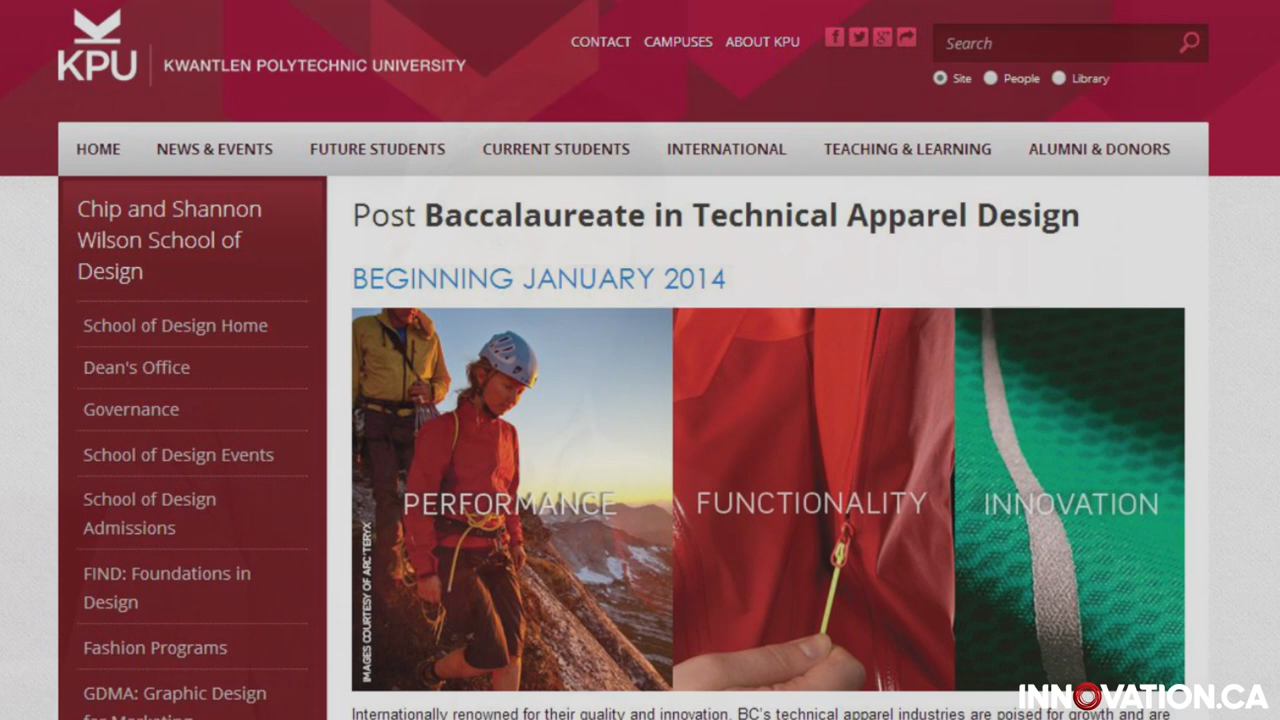 KPU
KWANTLEN POLYTECHNIC UNIVERSITY
CONTACT CAMPUSES ABOUT KPU
Search
Site People Library
HOME NEWS & EVENTS FUTURE STUDENTS CURRENT STUDENTS INTERNATIONAL TEACHING & LEARNING ALUMNI & DONORS
Chip and Shannon
Wilson School of
Design
School of Design Home
Dean's Office
Governance
School of Design Events
School of Design
Admissions
FIND: Foundations in
Design
Fashion Programs
GDMA: Graphic Design
for Marketing
Post Baccalaureate in Technical Apparel Design
BEGINNING JANUARY 2014
PERFORMANCE
FUNCTIONALITY
INNOVATION
IMAGES COURTESY OF ARC'TERYX
Internationally renowned for their quality and innovation, BC's technical apparel industries are poised for growth and are
INNOVATION.CA